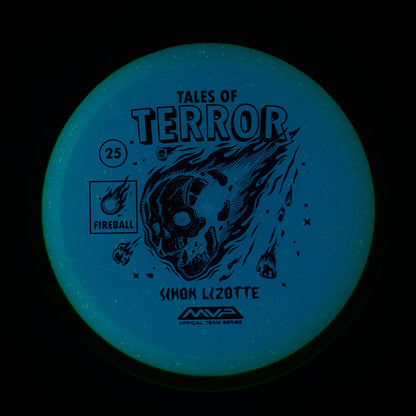 TALES OF
TERROR
25
FIREBALL
SIMON LIZOTTE
MVP
OFFICIAL TEAM SERIES